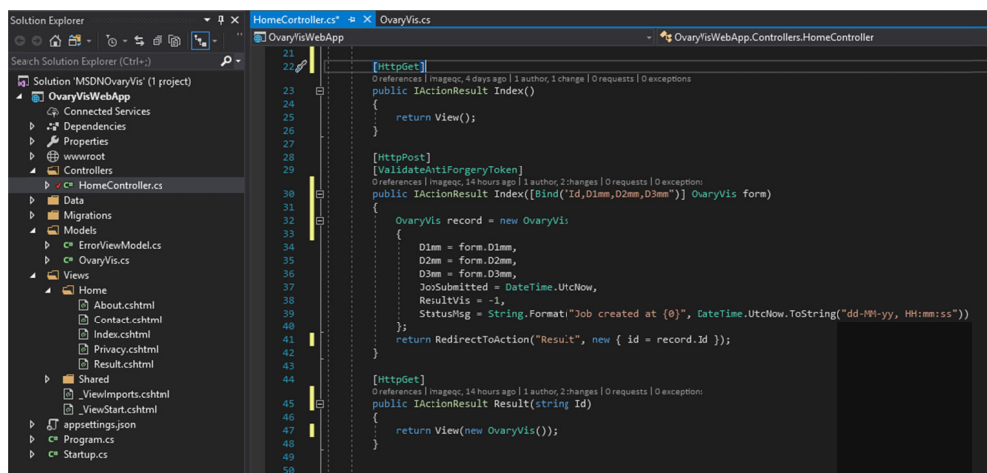 Solution Explorer
Search Solution Explorer (Ctrl+;)
Solution 'MSDNOvaryVis' (1 project)
OvaryVisWebApp
Connected Services
Dependencies
Properties
wwwroot
Controllers
C# HomeController.cs
Data
Migrations
Models
C# ErrorViewModel.cs
C# OvaryVis.cs
Views
Home
About.cshtml
Contact.cshtml
Index.cshtml
Privacy.cshtml
Result.cshtml
Shared
_ViewImports.cshtml
_ViewStart.cshtml
appsettings.json
C# Program.cs
C# Startup.cs
HomeController.cs* OvaryVis.cs
OvaryVisWebApp OvaryVisWebApp.Controllers.HomeController
21
22 [HttpGet]
0 references | imageqc, 4 days ago | 1 author, 1 change | 0 requests | 0 exceptions
23 public IActionResult Index()
24 {
25 return View();
26 }
27
28 [HttpPost]
29 [ValidateAntiForgeryToken]
0 references | imageqc, 14 hours ago | 1 author, 2 changes | 0 requests | 0 exceptions
30 public IActionResult Index([Bind("Id,D1mm,D2mm,D3mm")] OvaryVis form)
31 {
32 OvaryVis record = new OvaryVis
33 {
34 D1mm = form.D1mm,
35 D2mm = form.D2mm,
36 D3mm = form.D3mm,
37 JobSubmitted = DateTime.UtcNow,
38 ResultVis = -1,
39 StatusMsg = String.Format("Job created at {0}", DateTime.UtcNow.ToString("dd-MM-yy, HH:mm:ss"))
40 };
41 return RedirectToAction("Result", new { id = record.Id });
42 }
43
44 [HttpGet]
0 references | imageqc, 14 hours ago | 1 author, 2 changes | 0 requests | 0 exceptions
45 public IActionResult Result(string Id)
46 {
47 return View(new OvaryVis());
48 }
49
50